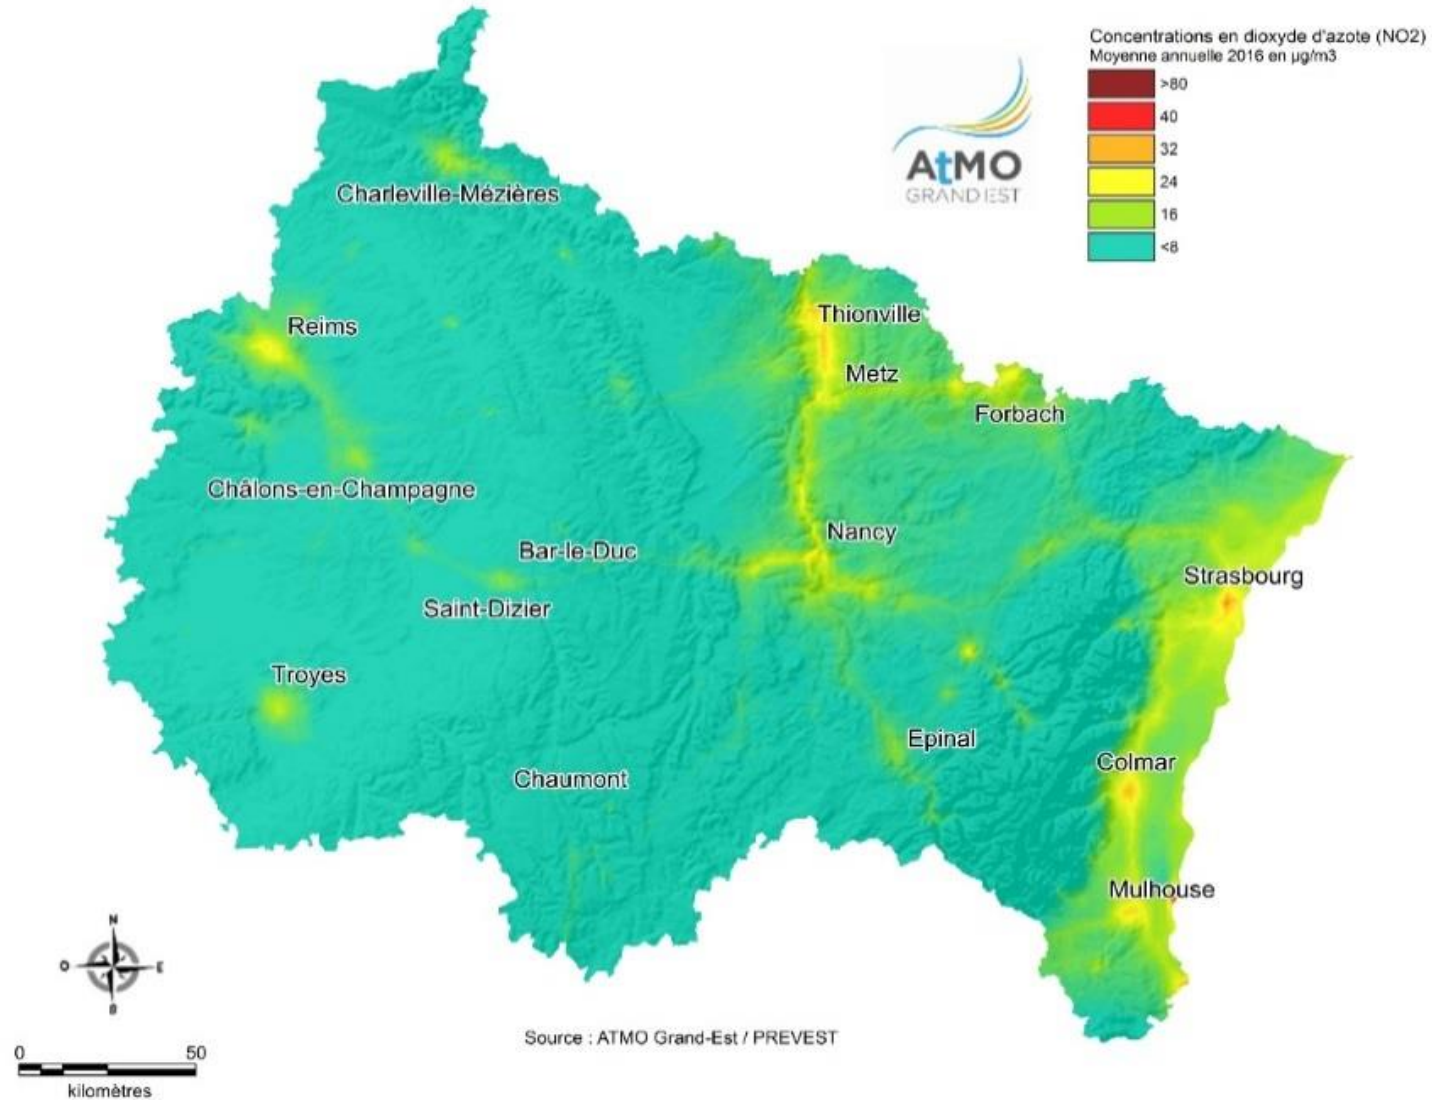 Concentrations en dioxyde d'azote (NO2)
Moyenne annuelle 2016 en µg/m3
>80
40
32
24
16
<8
AtMO
GRAND EST
Charleville-Mézières
Reims
Thionville
Metz
Forbach
Châlons-en-Champagne
Nancy
Bar-le-Duc
Strasbourg
Saint-Dizier
Troyes
Epinal
Colmar
Chaumont
Mulhouse
N
O E
S
Source : ATMO Grand-Est / PREVEST
0 50
kilomètres